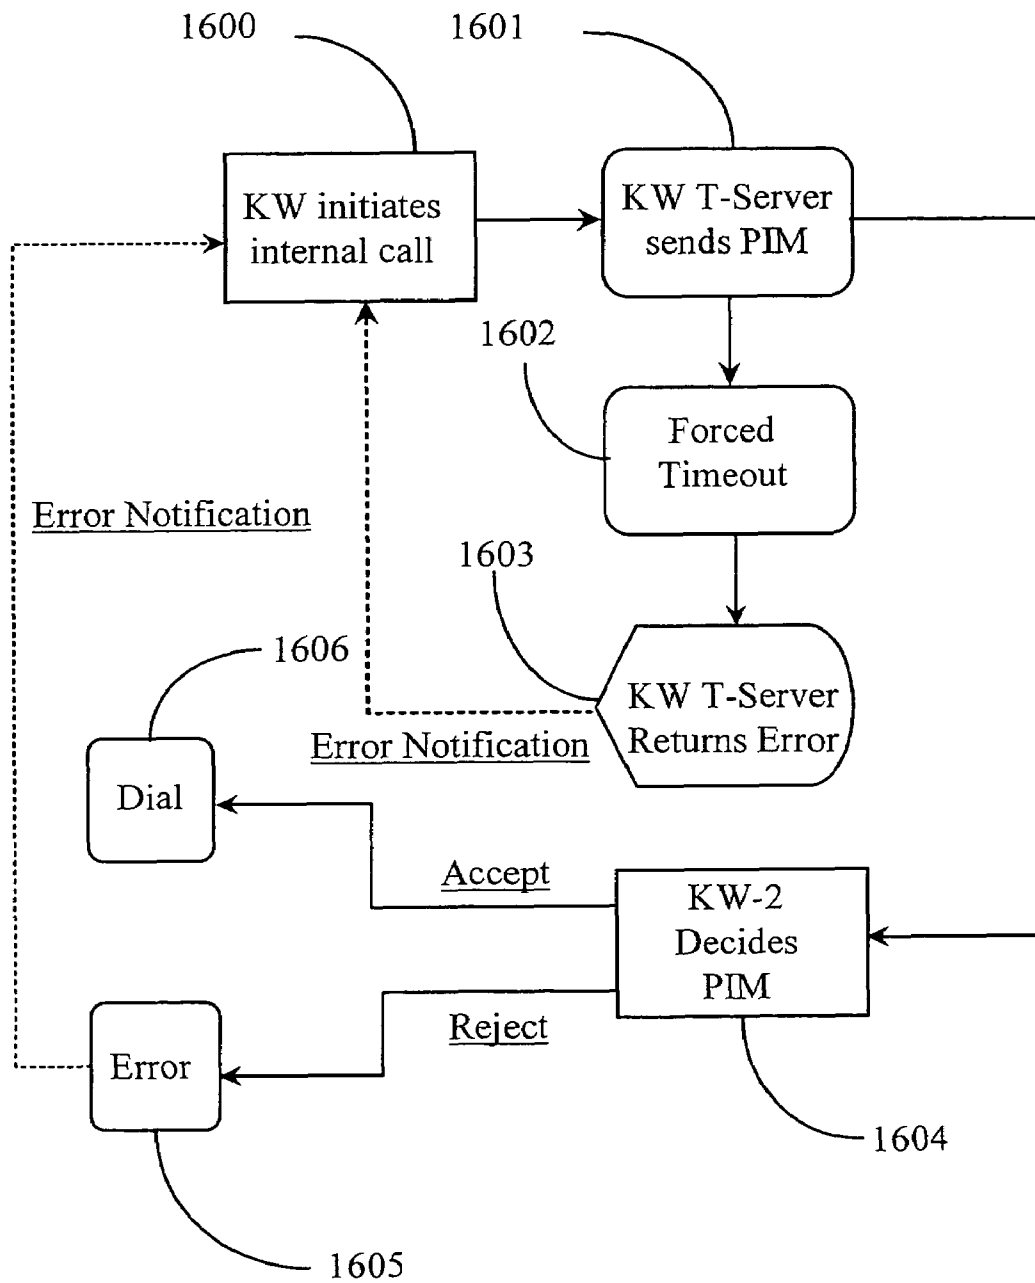 1600
1601
KW initiates
internal call
KW T-Server
sends PIM
1602
Forced
Timeout
Error Notification
1603
1606
KW T-Server
Returns Error
Error Notification
Dial
Accept
KW-2
Decides
PIM
Reject
Error
1604
1605